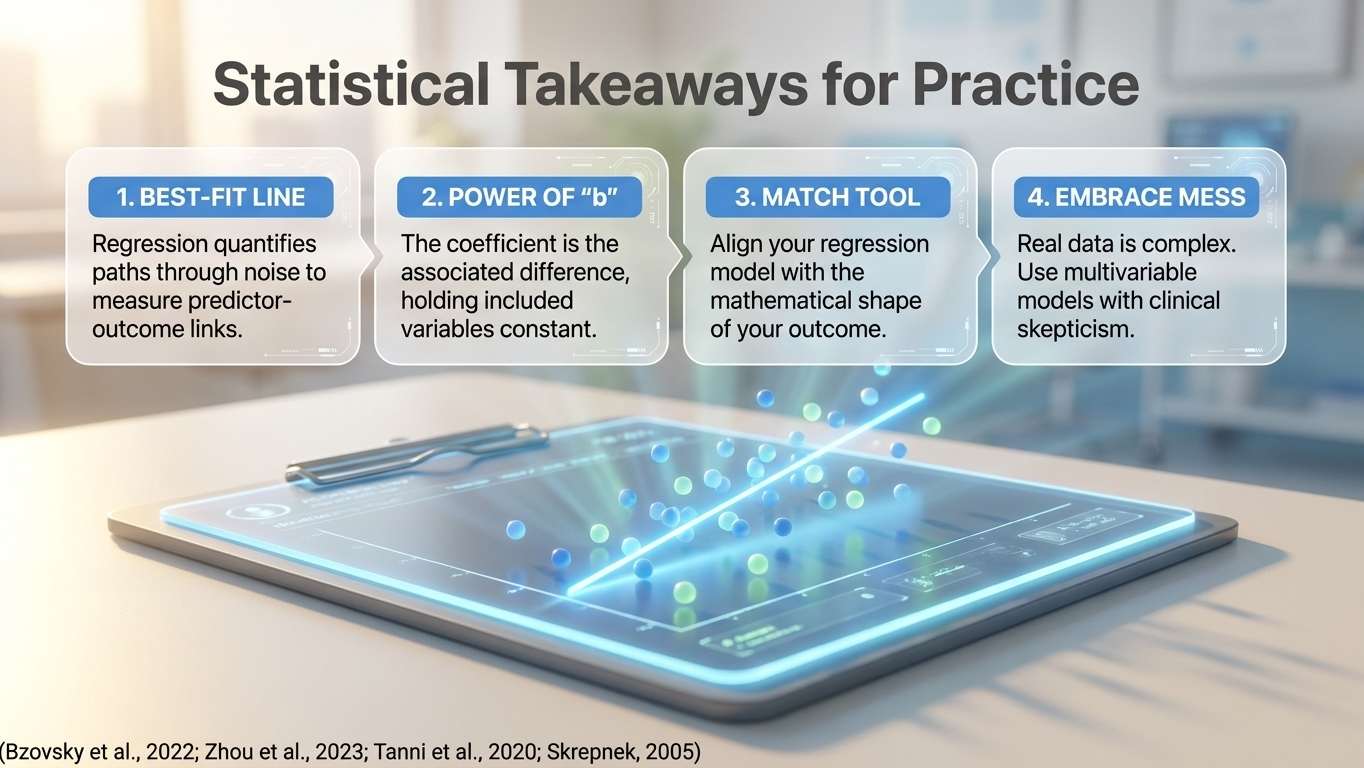 Statistical Takeaways for Practice
1. BEST-FIT LINE
Regression quantifies
paths through noise to
measure predictor-
outcome links.
2. POWER OF “b”
The coefficient is the
associated difference,
holding included
variables constant.
3. MATCH TOOL
Align your regression
model with the
mathematical shape
of your outcome.
4. EMBRACE MESS
Real data is complex.
Use multivariable
models with clinical
skepticism.
(Bzovsky et al., 2022; Zhou et al., 2023; Tanni et al., 2020; Skrepnek, 2005)